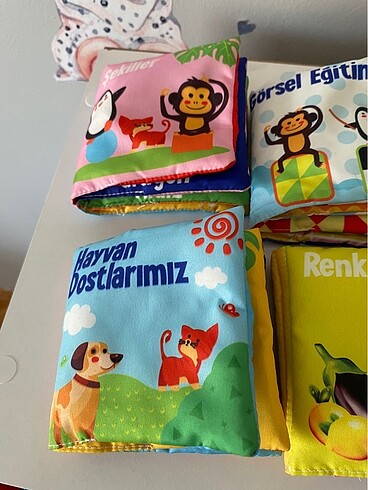 Şekiller
Görsel Eğitim
Hayvan
Dostlarımız
Renk